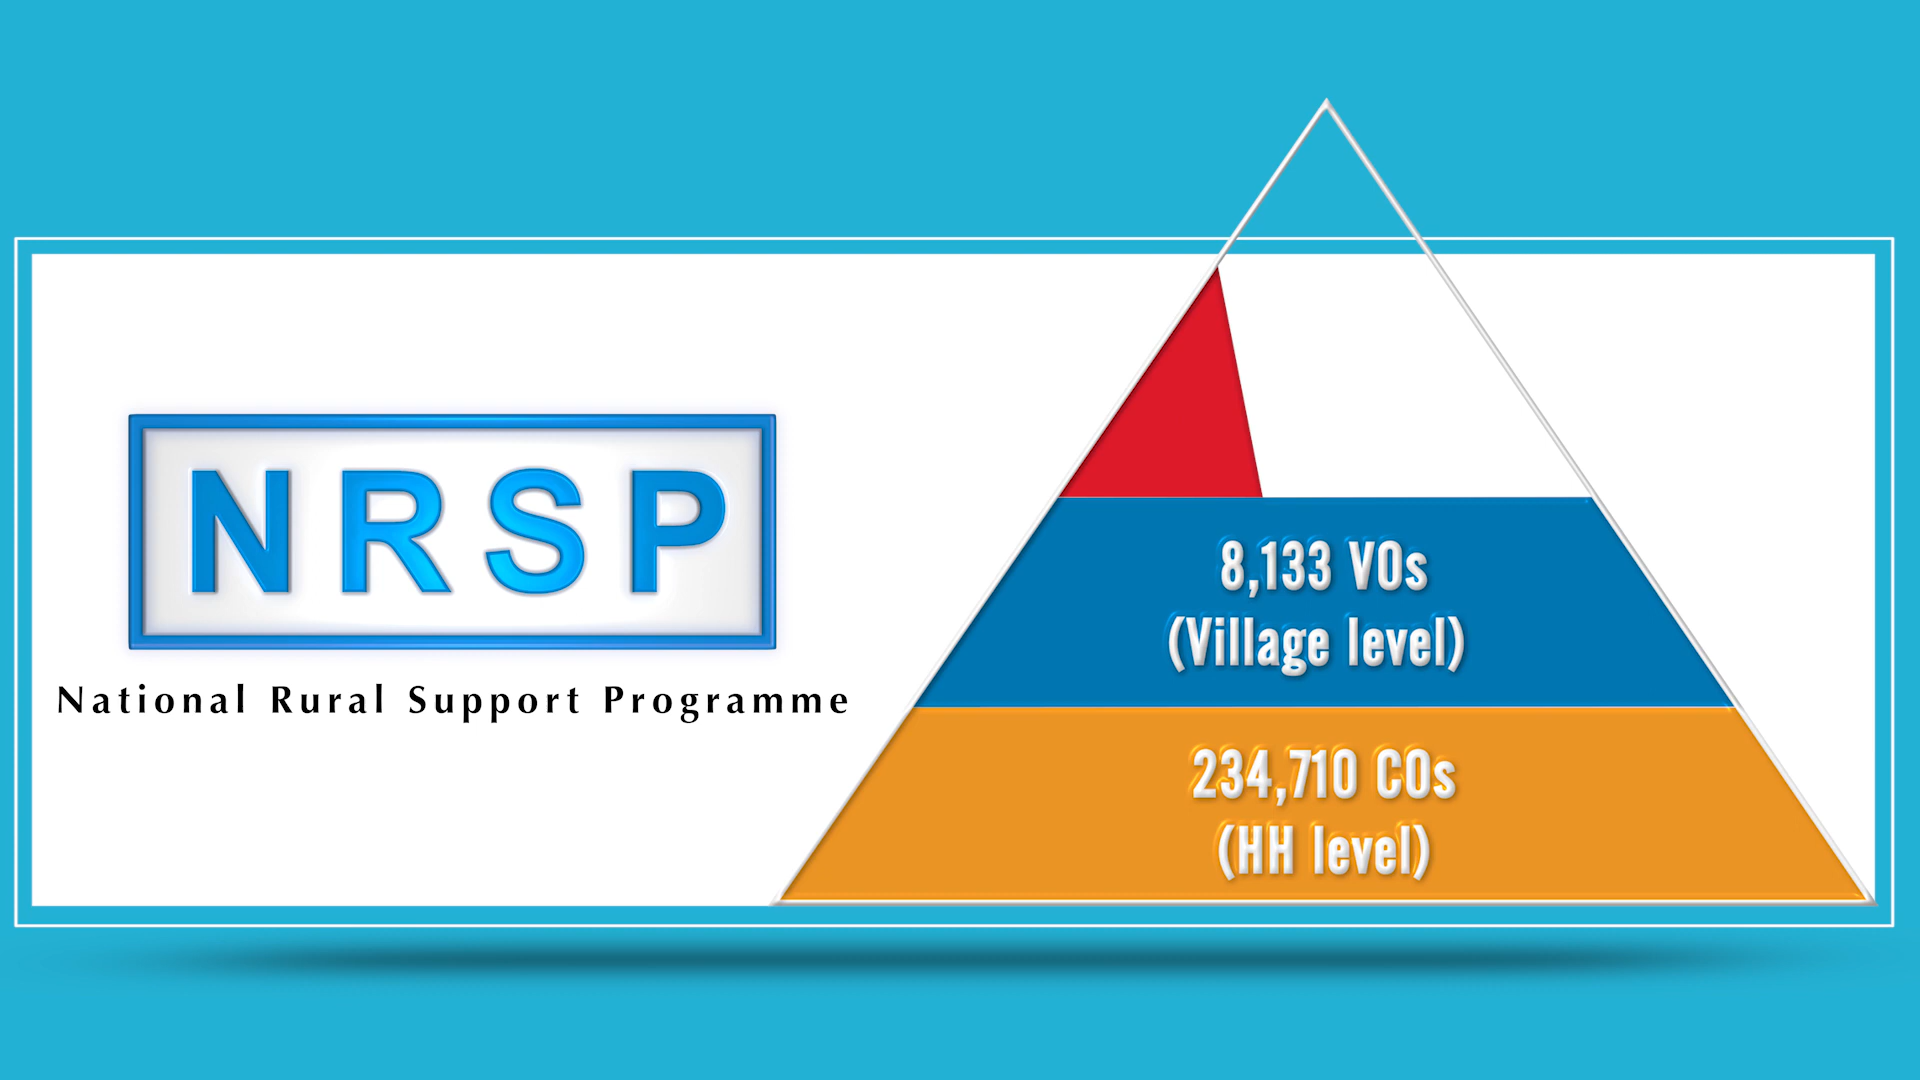 NRSP
National Rural Support Programme
8,133 VOs
(Village level)
234,710 COs
(HH level)